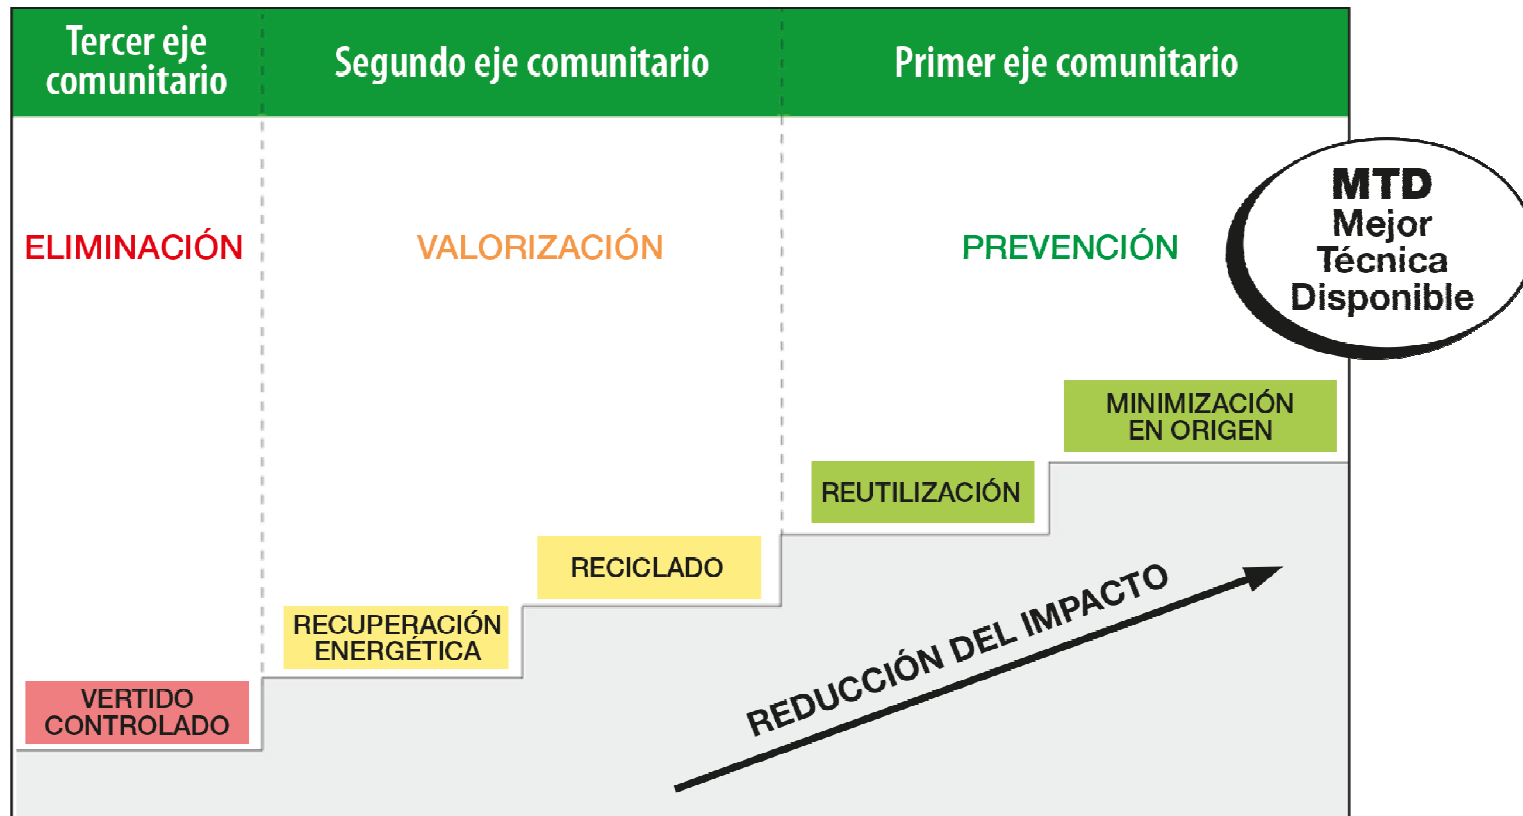 Tercer eje
comunitario
Segundo eje comunitario
Primer eje comunitario
ELIMINACIÓN
VALORIZACIÓN
PREVENCIÓN
MTD
Mejor
Técnica
Disponible
MINIMIZACIÓN
EN ORIGEN
REUTILIZACIÓN
RECICLADO
RECUPERACIÓN
ENERGÉTICA
VERTIDO
CONTROLADO
REDUCCIÓN DEL IMPACTO